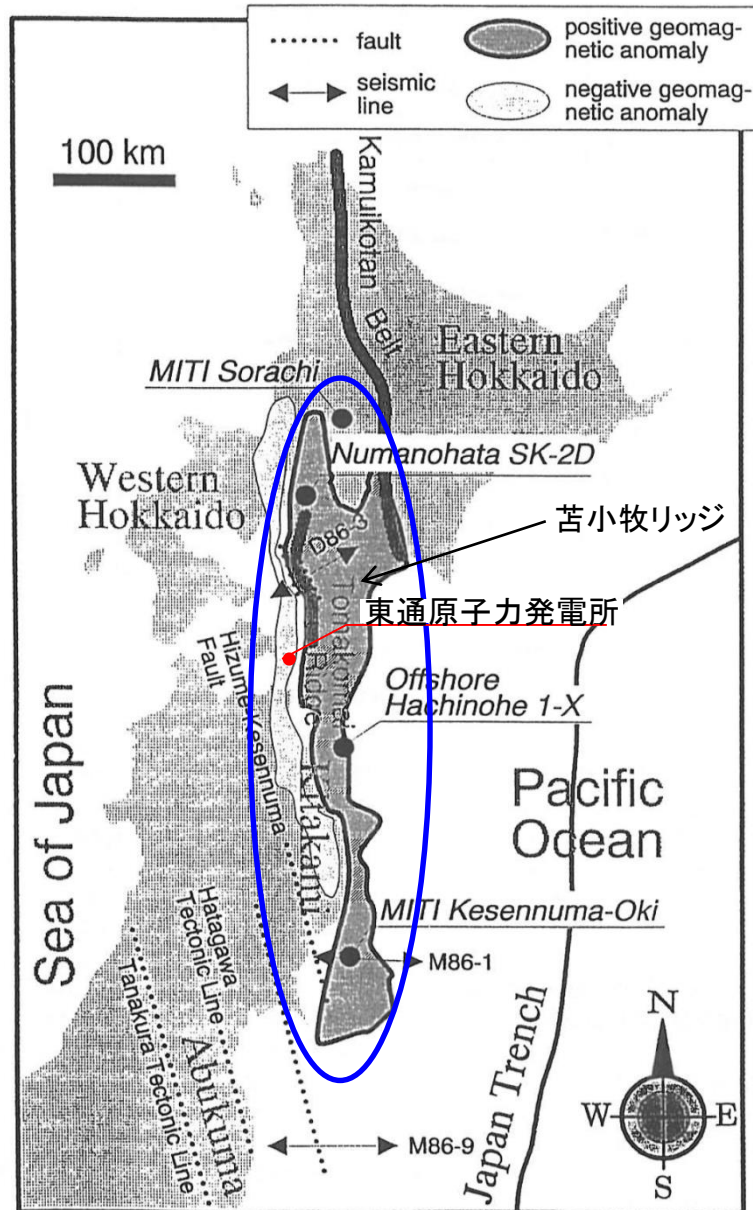 fault
positive geomag-
netic anomaly
seismic
line
negative geomag-
netic anomaly
100 km
Kamuikotan
Belt
Eastern
Hokkaido
MITI Sorachi
Numanohata SK-2D
Western
Hokkaido
D86-3
苫小牧リッジ
Tomakomai
Ridge
東通原子力発電所
Hizume-Kesennuma
Fault
Offshore
Hachinohe 1-X
Sea of Japan
Pacific
Ocean
Kitakami
MITI Kesennuma-Oki
M86-1
Hatagawa
Tectonic Line
Tanakura Tectonic Line
Abukuma
Japan Trench
M86-9
N
W
E
S